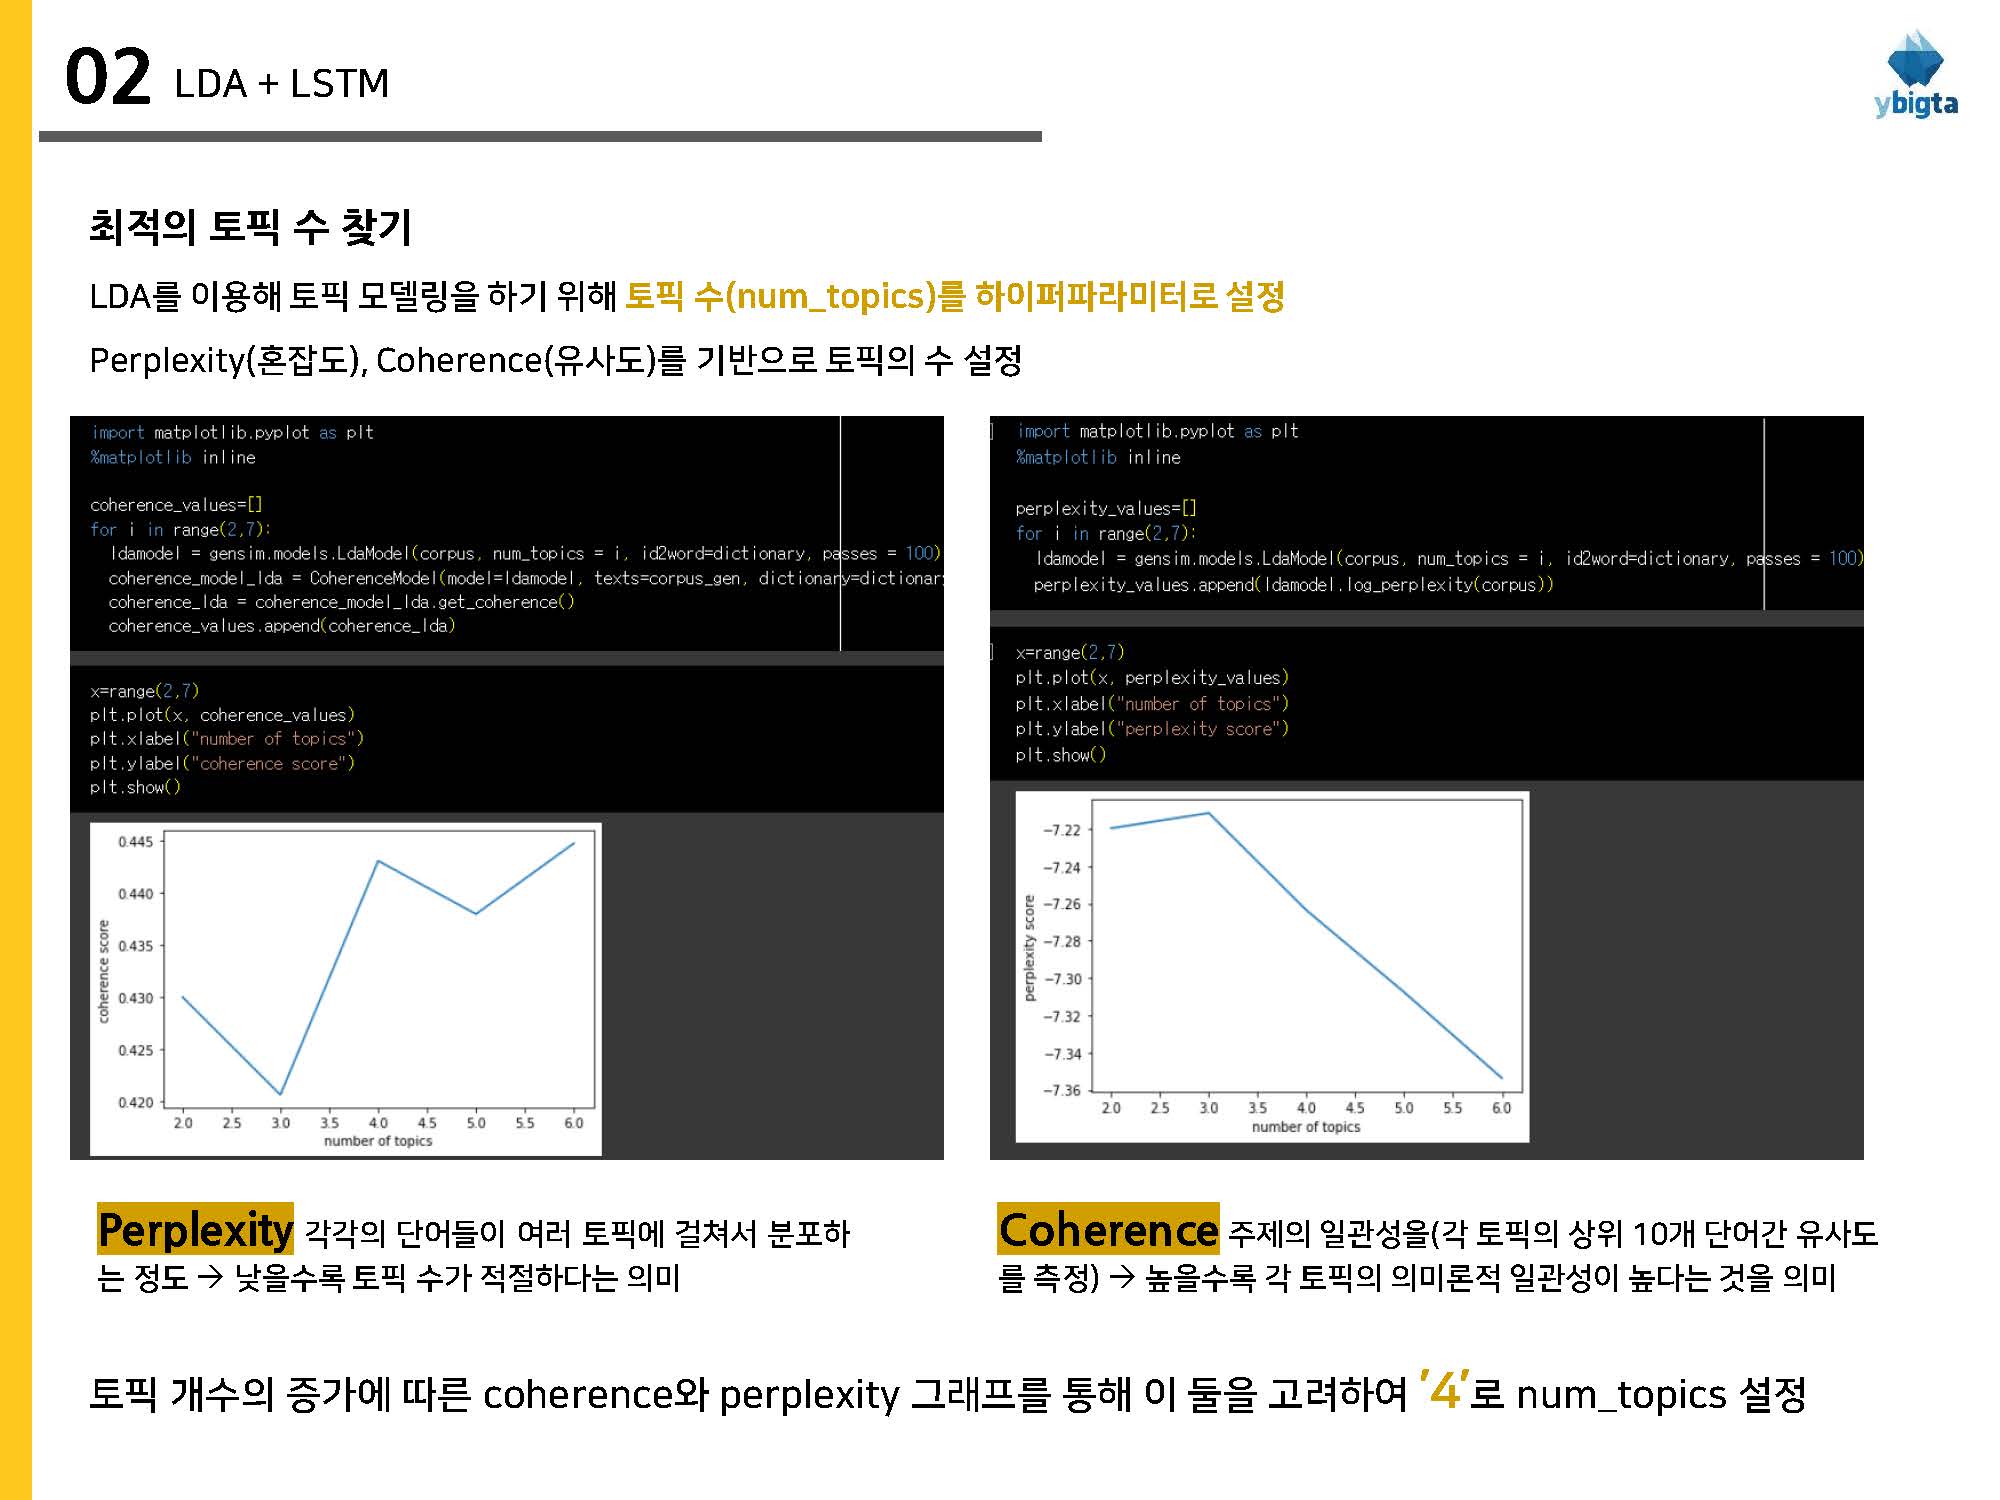 02 LDA + LSTM
ybigta
최적의 토픽 수 찾기
LDA를 이용해 토픽 모델링을 하기 위해 토픽 수(num_topics)를 하이퍼파라미터로 설정
Perplexity(혼잡도), Coherence(유사도)를 기반으로 토픽의 수 설정
import matplotlib.pyplot as plt
%matplotlib inline
coherence_values=[]
for i in range(2,7):
ldamodel = gensim.models.LdaModel(corpus, num_topics = i, id2word=dictionary, passes = 100)
coherence_model_lda = CoherenceModel(model=ldamodel, texts=corpus_gen, dictionary=dictionar
coherence_lda = coherence_model_lda.get_coherence()
coherence_values.append(coherence_lda)
x=range(2,7)
plt.plot(x, coherence_values)
plt.xlabel("number of topics")
plt.ylabel("coherence score")
plt.show()
0.445
0.440
0.435
0.430
0.425
0.420
coherence score
2.0 2.5 3.0 3.5 4.0 4.5 5.0 5.5 6.0
number of topics
] import matplotlib.pyplot as plt
%matplotlib inline
perplexity_values=[]
for i in range(2,7):
ldamodel = gensim.models.LdaModel(corpus, num_topics = i, id2word=dictionary, passes = 100)
perplexity_values.append(ldamodel.log_perplexity(corpus))
] x=range(2,7)
plt.plot(x, perplexity_values)
plt.xlabel("number of topics")
plt.ylabel("perplexity score")
plt.show()
−7.22
−7.24
−7.26
−7.28
−7.30
−7.32
−7.34
−7.36
perplexity score
2.0 2.5 3.0 3.5 4.0 4.5 5.0 5.5 6.0
number of topics
Perplexity 각각의 단어들이 여러 토픽에 걸쳐서 분포하
는 정도 → 낮을수록 토픽 수가 적절하다는 의미
Coherence 주제의 일관성을(각 토픽의 상위 10개 단어간 유사도
를 측정) → 높을수록 각 토픽의 의미론적 일관성이 높다는 것을 의미
토픽 개수의 증가에 따른 coherence와 perplexity 그래프를 통해 이 둘을 고려하여 '4'로 num_topics 설정